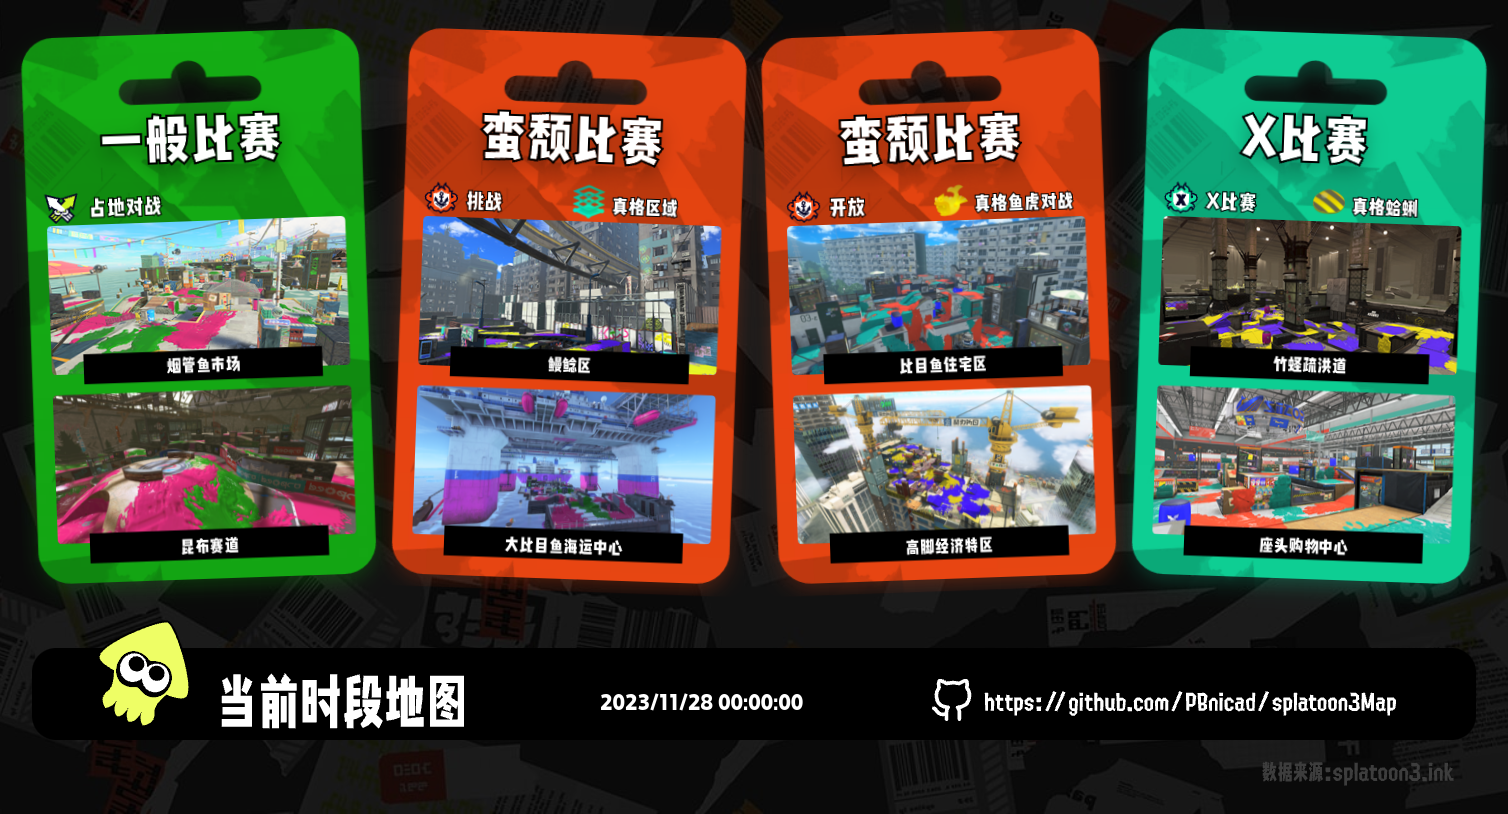 一般比赛
占地对战
烟管鱼市场
昆布赛道
蛮颓比赛
挑战
真格区域
鳗鲶区
大比目鱼海运中心
蛮颓比赛
开放
真格鱼虎对战
比目鱼住宅区
高脚经济特区
X比赛
X比赛
真格蛤蜊
竹蛏疏洪道
座头购物中心
当前时段地图
2023/11/28 00:00:00
https://github.com/PBnicad/splatoon3Map
数据来源:splatoon3.ink